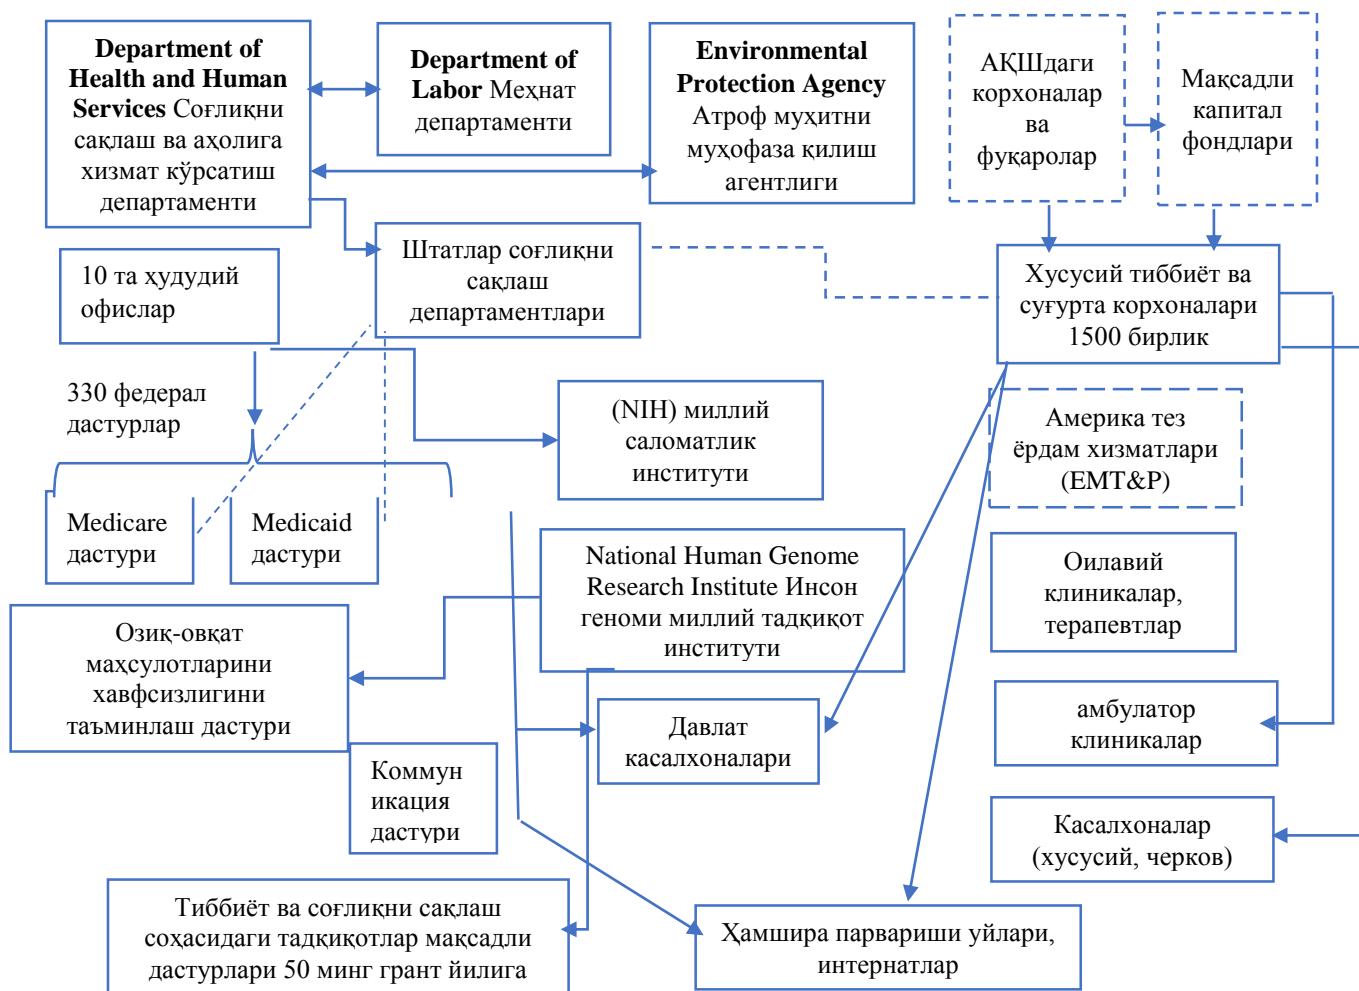 Department of
Health and Human
Services Соғлиқни
сақлаш ва аҳолига
хизмат кўрсатиш
департаменти
Department of
Labor Меҳнат
департаменти
Environmental
Protection Agency
Атроф муҳитни
муҳофаза қилиш
агентлиги
АҚШдаги
корхоналар
ва
фуқаролар
Мақсадли
капитал
фондлари
10 та ҳудудий
офислар
Штатлар соғлиқни
сақлаш
департаментлари
Хусусий тиббиёт ва
суғурта корхоналари
1500 бирлик
330 федерал
дастурлар
(NIH) миллий
саломатлик
институти
Америка тез
ёрдам хизматлари
(EMT&P)
Medicare
дастури
Medicaid
дастури
National Human Genome
Research Institute Инсон
геноми миллий тадқиқот
институти
Оилавий
клиникалар,
терапевтлар
Озиқ-овқат
маҳсулотларини
хавфсизлигини
таъминлаш дастури
Давлат
касалхоналари
амбулатор
клиникалар
Коммун
икация
дастури
Касалхоналар
(хусусий, черков)
Тиббиёт ва соғлиқни сақлаш
соҳасидаги тадқиқотлар мақсадли
дастурлари 50 минг грант йилига
Ҳамшира парвариши уйлари,
интернатлар